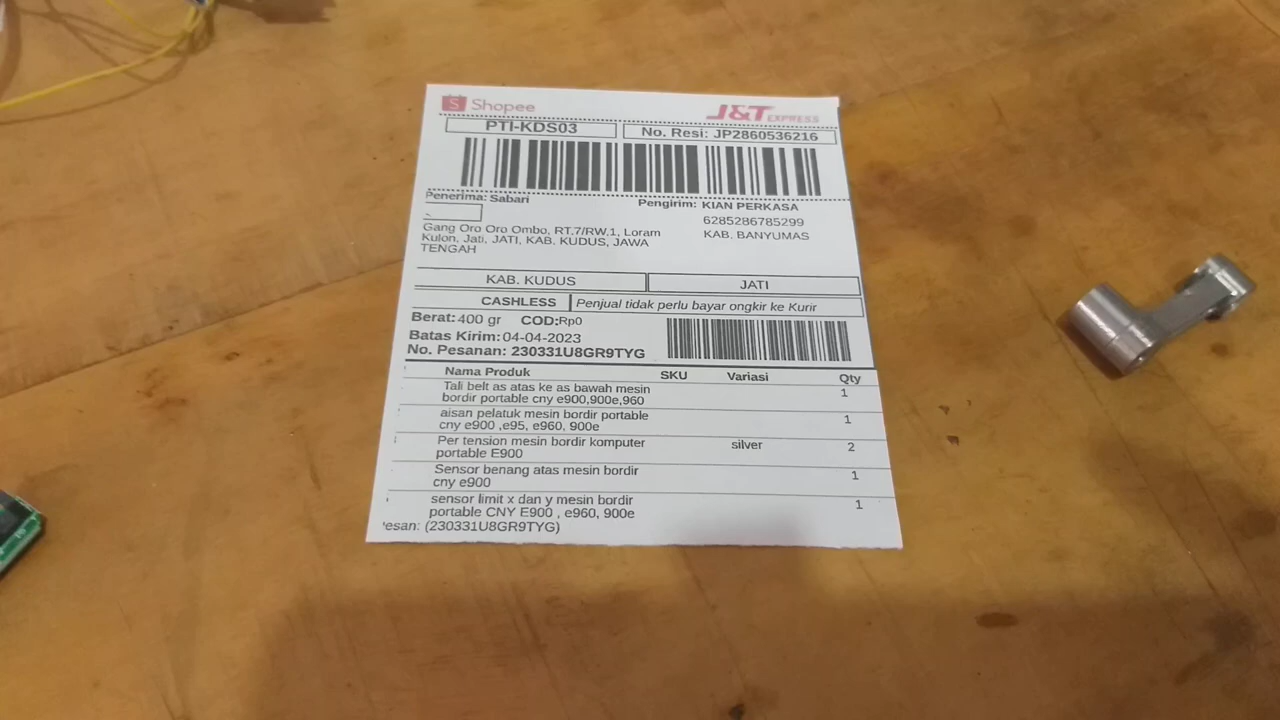 Shopee
J&T EXPRESS
PTI-KDS03
No. Resi: JP2860536216
Penerima: Sabari
Pengirim: KIAN PERKASA
6285286785299
KAB. BANYUMAS
Gang Oro Oro Ombo, RT.7/RW.1, Loram
Kulon, Jati, JATI, KAB. KUDUS, JAWA
TENGAH
KAB. KUDUS
JATI
CASHLESS
Penjual tidak perlu bayar ongkir ke Kurir
Berat: 400 gr COD:Rp0
Batas Kirim: 04-04-2023
No. Pesanan: 230331U8GR9TYG
Nama Produk SKU Variasi Qty
Tali belt as atas ke as bawah mesin 1
bordir portable cny e900,900e,960
aisan pelatuk mesin bordir portable 1
cny e900 ,e95, e960, 900e
Per tension mesin bordir komputer silver 2
portable E900
Sensor benang atas mesin bordir 1
cny e900
sensor limit x dan y mesin bordir 1
portable CNY E900 , e960, 900e
esan: (230331U8GR9TYG)